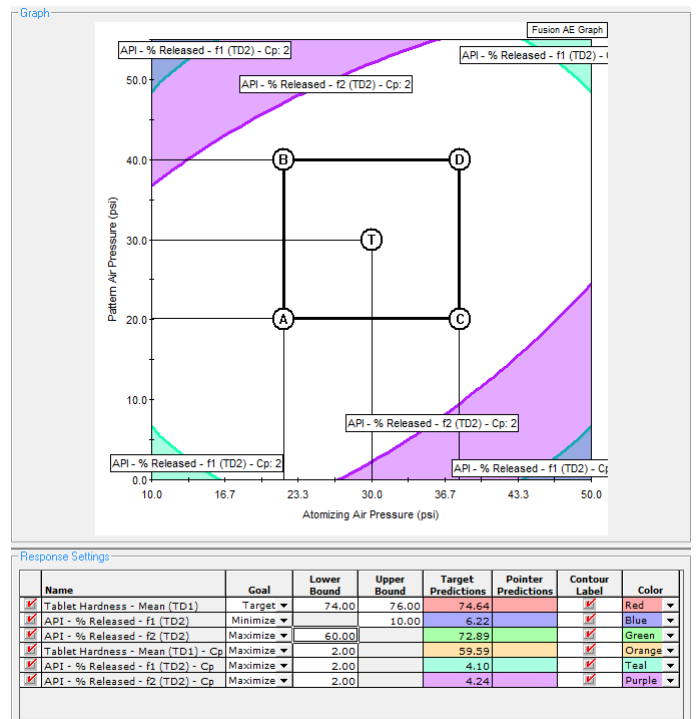 Graph
Fusion AE Graph
API - % Released - f1 (TD2) - Cp: 2
API - % Released - f1 (TD2) -
API - % Released - f2 (TD2) - Cp: 2
50.0
40.0
30.0
20.0
10.0
0.0
Pattern Air Pressure (psi)
B
D
T
A
C
API - % Released - f2 (TD2) - Cp: 2
API - % Released - f1 (TD2) - Cp: 2
API - % Released - f1 (TD2) - Cp
10.0 16.7 23.3 30.0 36.7 43.3 50.0
Atomizing Air Pressure (psi)
Response Settings
Name Goal Lower Bound Upper Bound Target Predictions Pointer Predictions Contour Label Color
Tablet Hardness - Mean (TD1) Target 74.00 76.00 74.64 Red
API - % Released - f1 (TD2) Minimize 10.00 6.22 Blue
API - % Released - f2 (TD2) Maximize 60.00 72.89 Green
Tablet Hardness - Mean (TD1) - Cp Maximize 2.00 59.59 Orange
API - % Released - f1 (TD2) - Cp Maximize 2.00 4.10 Teal
API - % Released - f2 (TD2) - Cp Maximize 2.00 4.24 Purple